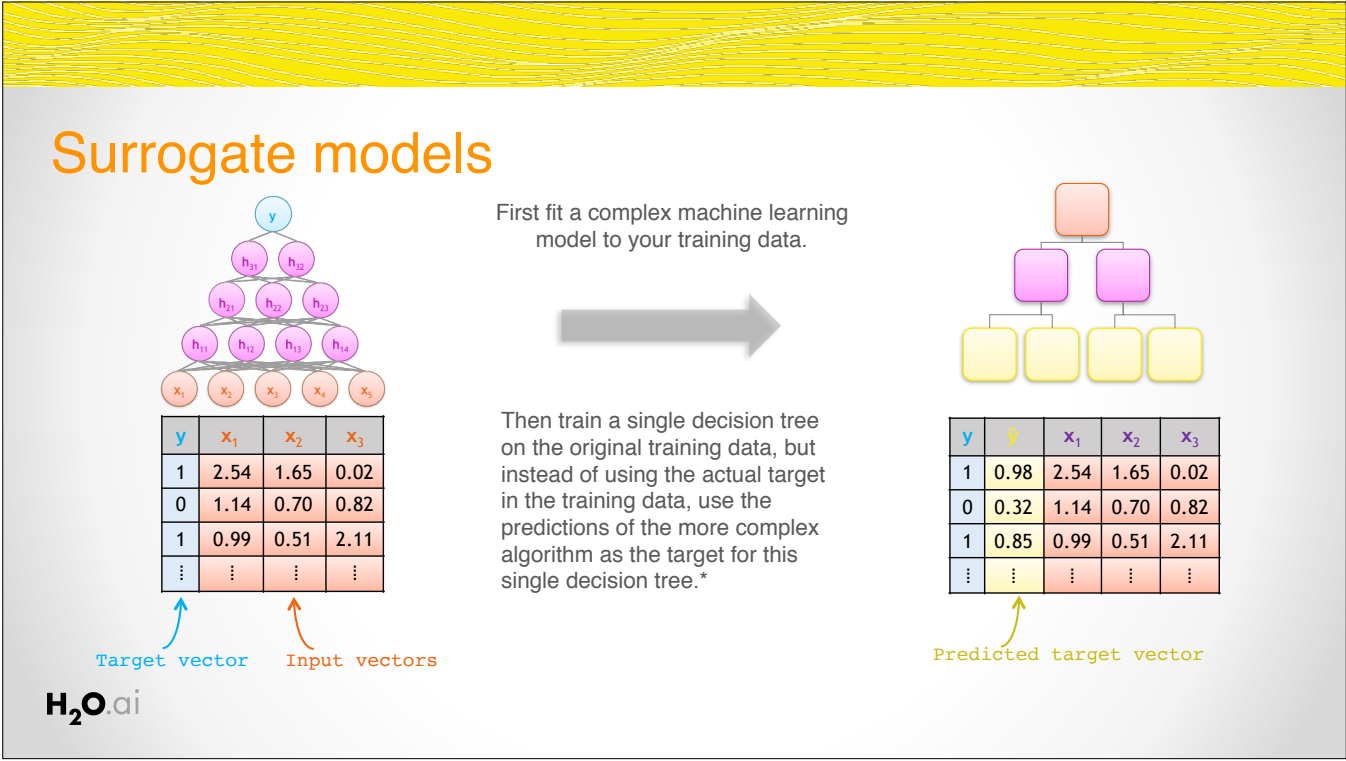 Surrogate models
y
h31 h32
h21 h22 h23
h11 h12 h13 h14
x1 x2 x3 x4 x5
y x1 x2 x3
1 2.54 1.65 0.02
0 1.14 0.70 0.82
1 0.99 0.51 2.11
⋮ ⋮ ⋮ ⋮
Target vector
Input vectors
First fit a complex machine learning
model to your training data.
Then train a single decision tree
on the original training data, but
instead of using the actual target
in the training data, use the
predictions of the more complex
algorithm as the target for this
single decision tree.*
y ŷ x1 x2 x3
1 0.98 2.54 1.65 0.02
0 0.32 1.14 0.70 0.82
1 0.85 0.99 0.51 2.11
⋮ ⋮ ⋮ ⋮ ⋮
Predicted target vector
H2O.ai